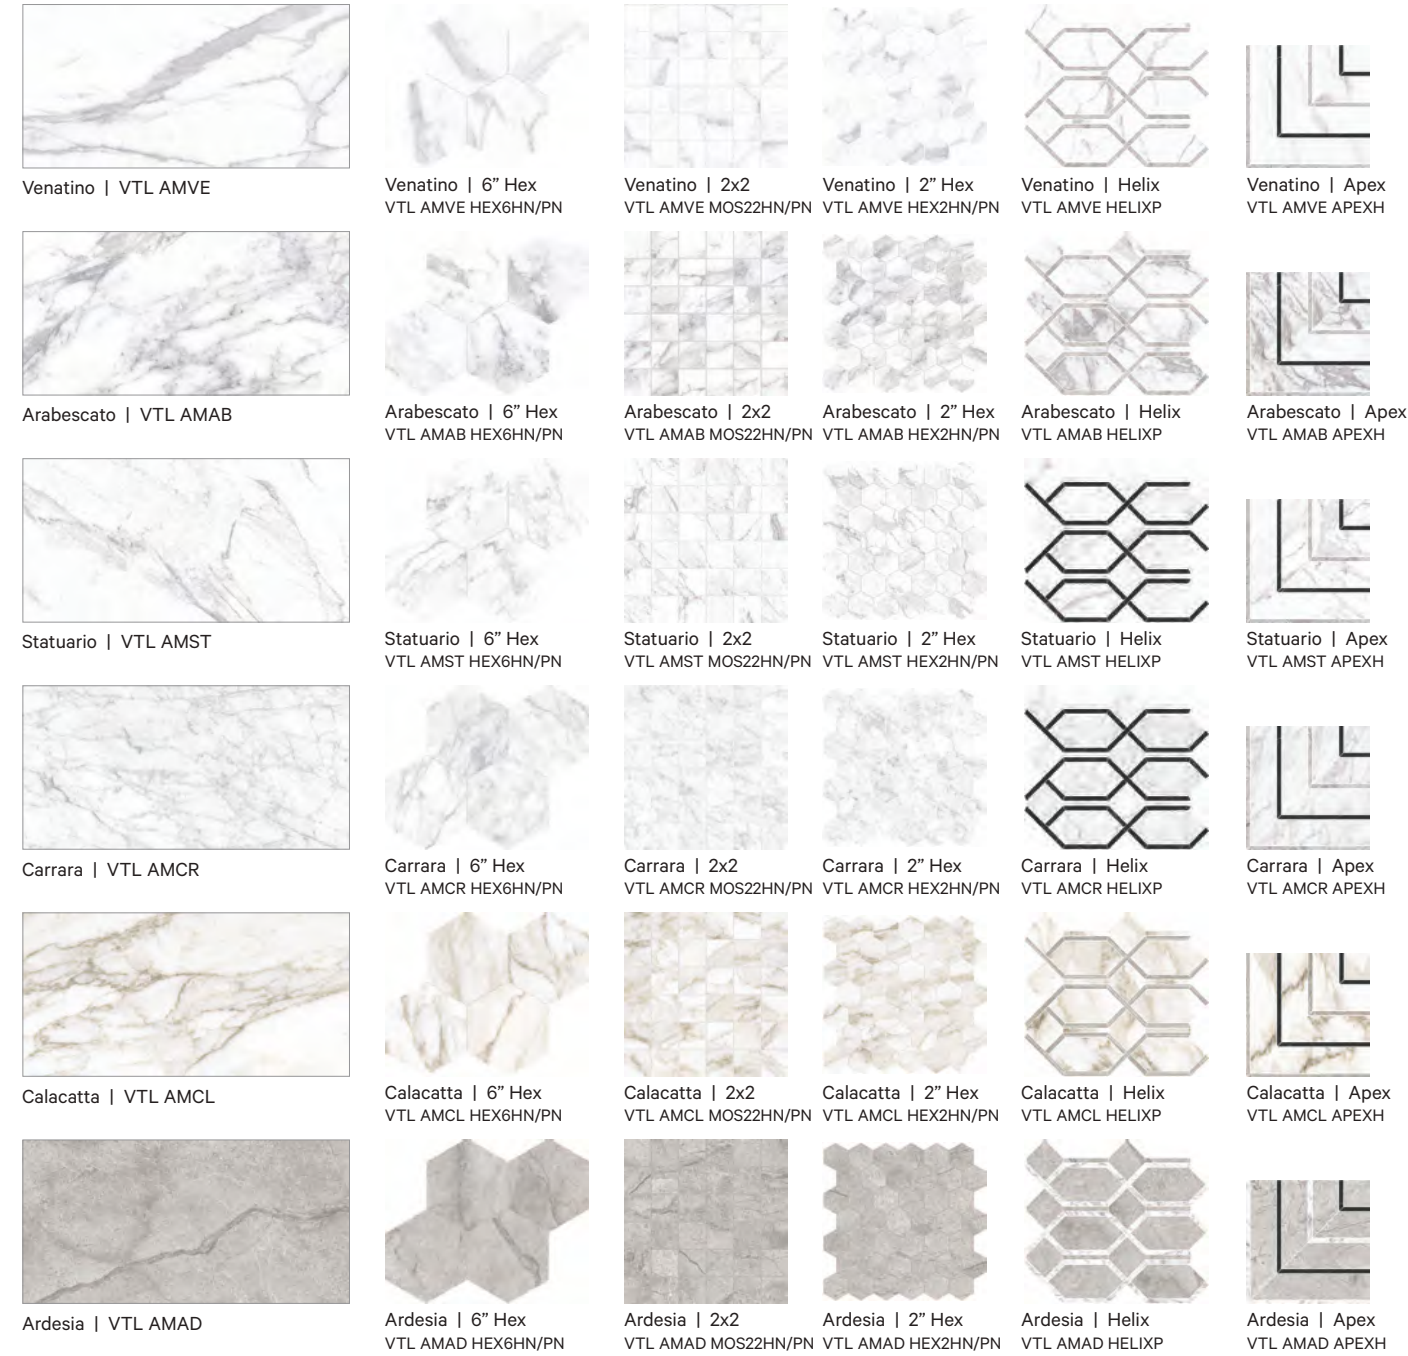 Venatino | VTL AMVE
Venatino | 6” Hex
VTL AMVE HEX6HN/PN
Venatino | 2x2
VTL AMVE MOS22HN/PN
Venatino | 2” Hex
VTL AMVE HEX2HN/PN
Venatino | Helix
VTL AMVE HELIXP
Venatino | Apex
VTL AMVE APEXH
Arabescato | VTL AMAB
Arabescato | 6” Hex
VTL AMAB HEX6HN/PN
Arabescato | 2x2
VTL AMAB MOS22HN/PN
Arabescato | 2” Hex
VTL AMAB HEX2HN/PN
Arabescato | Helix
VTL AMAB HELIXP
Arabescato | Apex
VTL AMAB APEXH
Statuario | VTL AMST
Statuario | 6” Hex
VTL AMST HEX6HN/PN
Statuario | 2x2
VTL AMST MOS22HN/PN
Statuario | 2” Hex
VTL AMST HEX2HN/PN
Statuario | Helix
VTL AMST HELIXP
Statuario | Apex
VTL AMST APEXH
Carrara | VTL AMCR
Carrara | 6” Hex
VTL AMCR HEX6HN/PN
Carrara | 2x2
VTL AMCR MOS22HN/PN
Carrara | 2” Hex
VTL AMCR HEX2HN/PN
Carrara | Helix
VTL AMCR HELIXP
Carrara | Apex
VTL AMCR APEXH
Calacatta | VTL AMCL
Calacatta | 6” Hex
VTL AMCL HEX6HN/PN
Calacatta | 2x2
VTL AMCL MOS22HN/PN
Calacatta | 2” Hex
VTL AMCL HEX2HN/PN
Calacatta | Helix
VTL AMCL HELIXP
Calacatta | Apex
VTL AMCL APEXH
Ardesia | VTL AMAD
Ardesia | 6” Hex
VTL AMAD HEX6HN/PN
Ardesia | 2x2
VTL AMAD MOS22HN/PN
Ardesia | 2” Hex
VTL AMAD HEX2HN/PN
Ardesia | Helix
VTL AMAD HELIXP
Ardesia | Apex
VTL AMAD APEXH